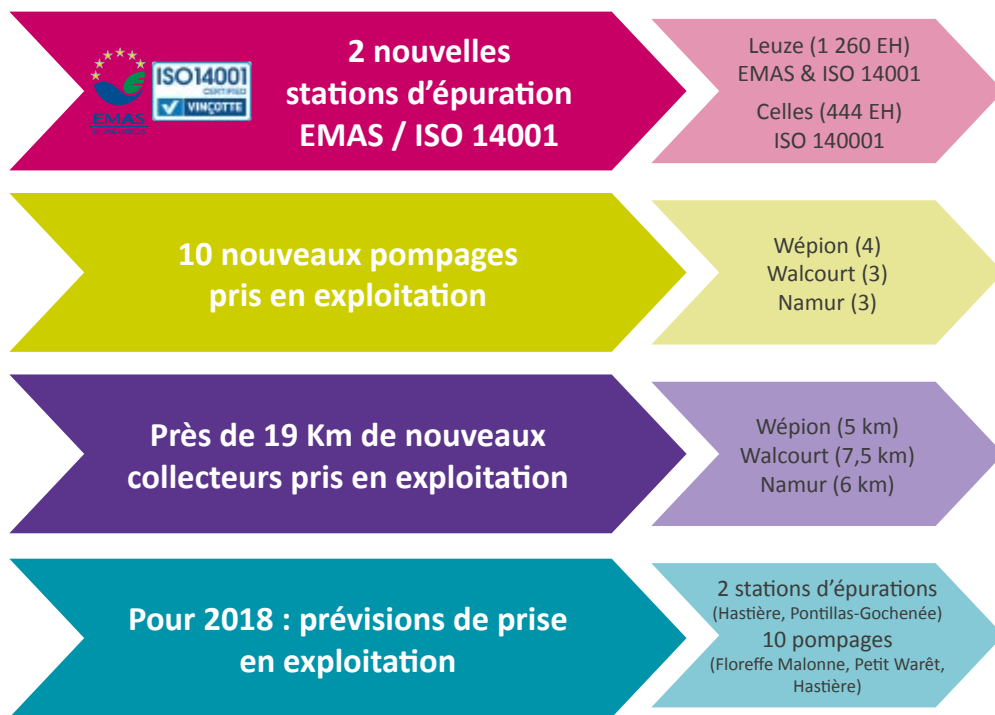 EMAS
ISO14001
CERTIFIED
VINÇOTTE
2 nouvelles
stations d'épuration
EMAS / ISO 14001
Leuze (1 260 EH)
EMAS & ISO 14001
Celles (444 EH)
ISO 140001
10 nouveaux pompages
pris en exploitation
Wépion (4)
Walcourt (3)
Namur (3)
Près de 19 Km de nouveaux
collecteurs pris en exploitation
Wépion (5 km)
Walcourt (7,5 km)
Namur (6 km)
Pour 2018 : prévisions de prise
en exploitation
2 stations d'épurations
(Hastière, Pontillas-Gochenée)
10 pompages
(Floreffe Malonne, Petit Warêt,
Hastière)